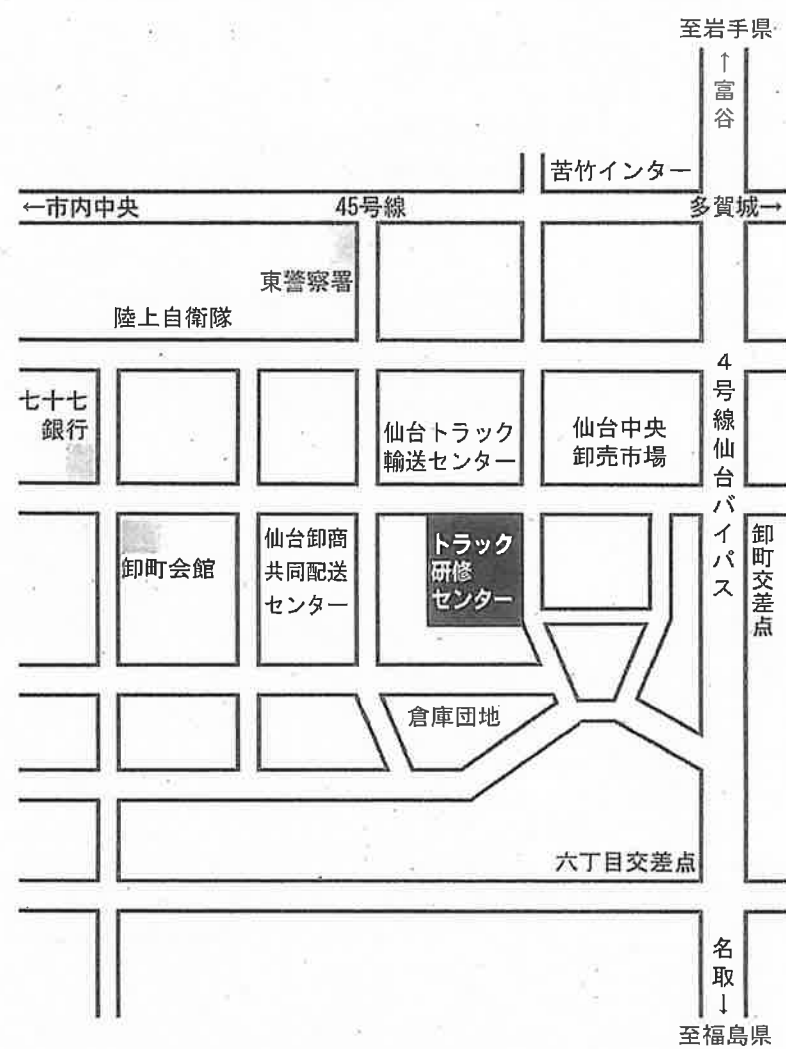 至岩手県
↑
富谷
苦竹インター
←市内中央
45号線
多賀城→
東警察署
陸上自衛隊
七十七
銀行
仙台トラック
輸送センター
仙台中央
卸売市場
4号線仙台バイパス
卸町会館
仙台卸商
共同配送
センター
トラック
研修
センター
卸町交差点
倉庫団地
六丁目交差点
名取
↓
至福島県